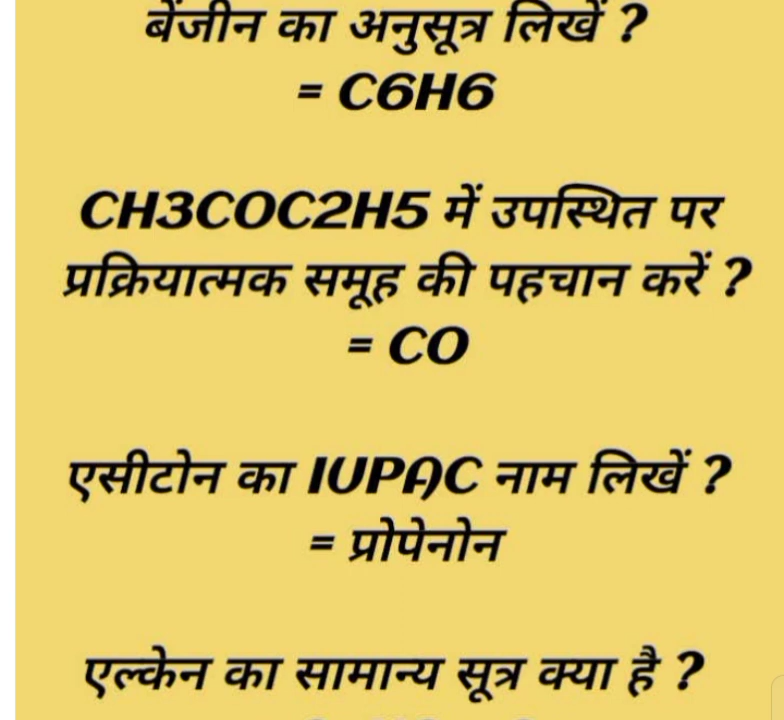 बेंजीन का अनुसूत्र लिखें ?
= C6H6
CH3COC2H5 में उपस्थित पर
प्रक्रियात्मक समूह की पहचान करें ?
= CO
एसीटोन का IUPAC नाम लिखें ?
= प्रोपेनोन
एल्केन का सामान्य सूत्र क्या है ?